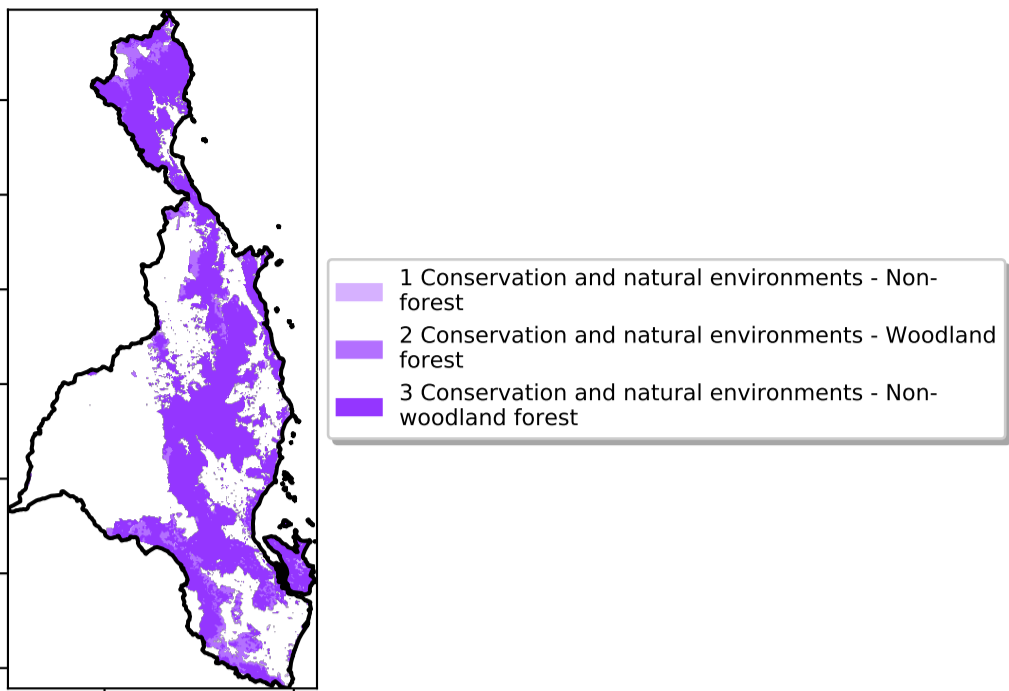 1 Conservation and natural environments - Non-
forest
2 Conservation and natural environments - Woodland
forest
3 Conservation and natural environments - Non-
woodland forest